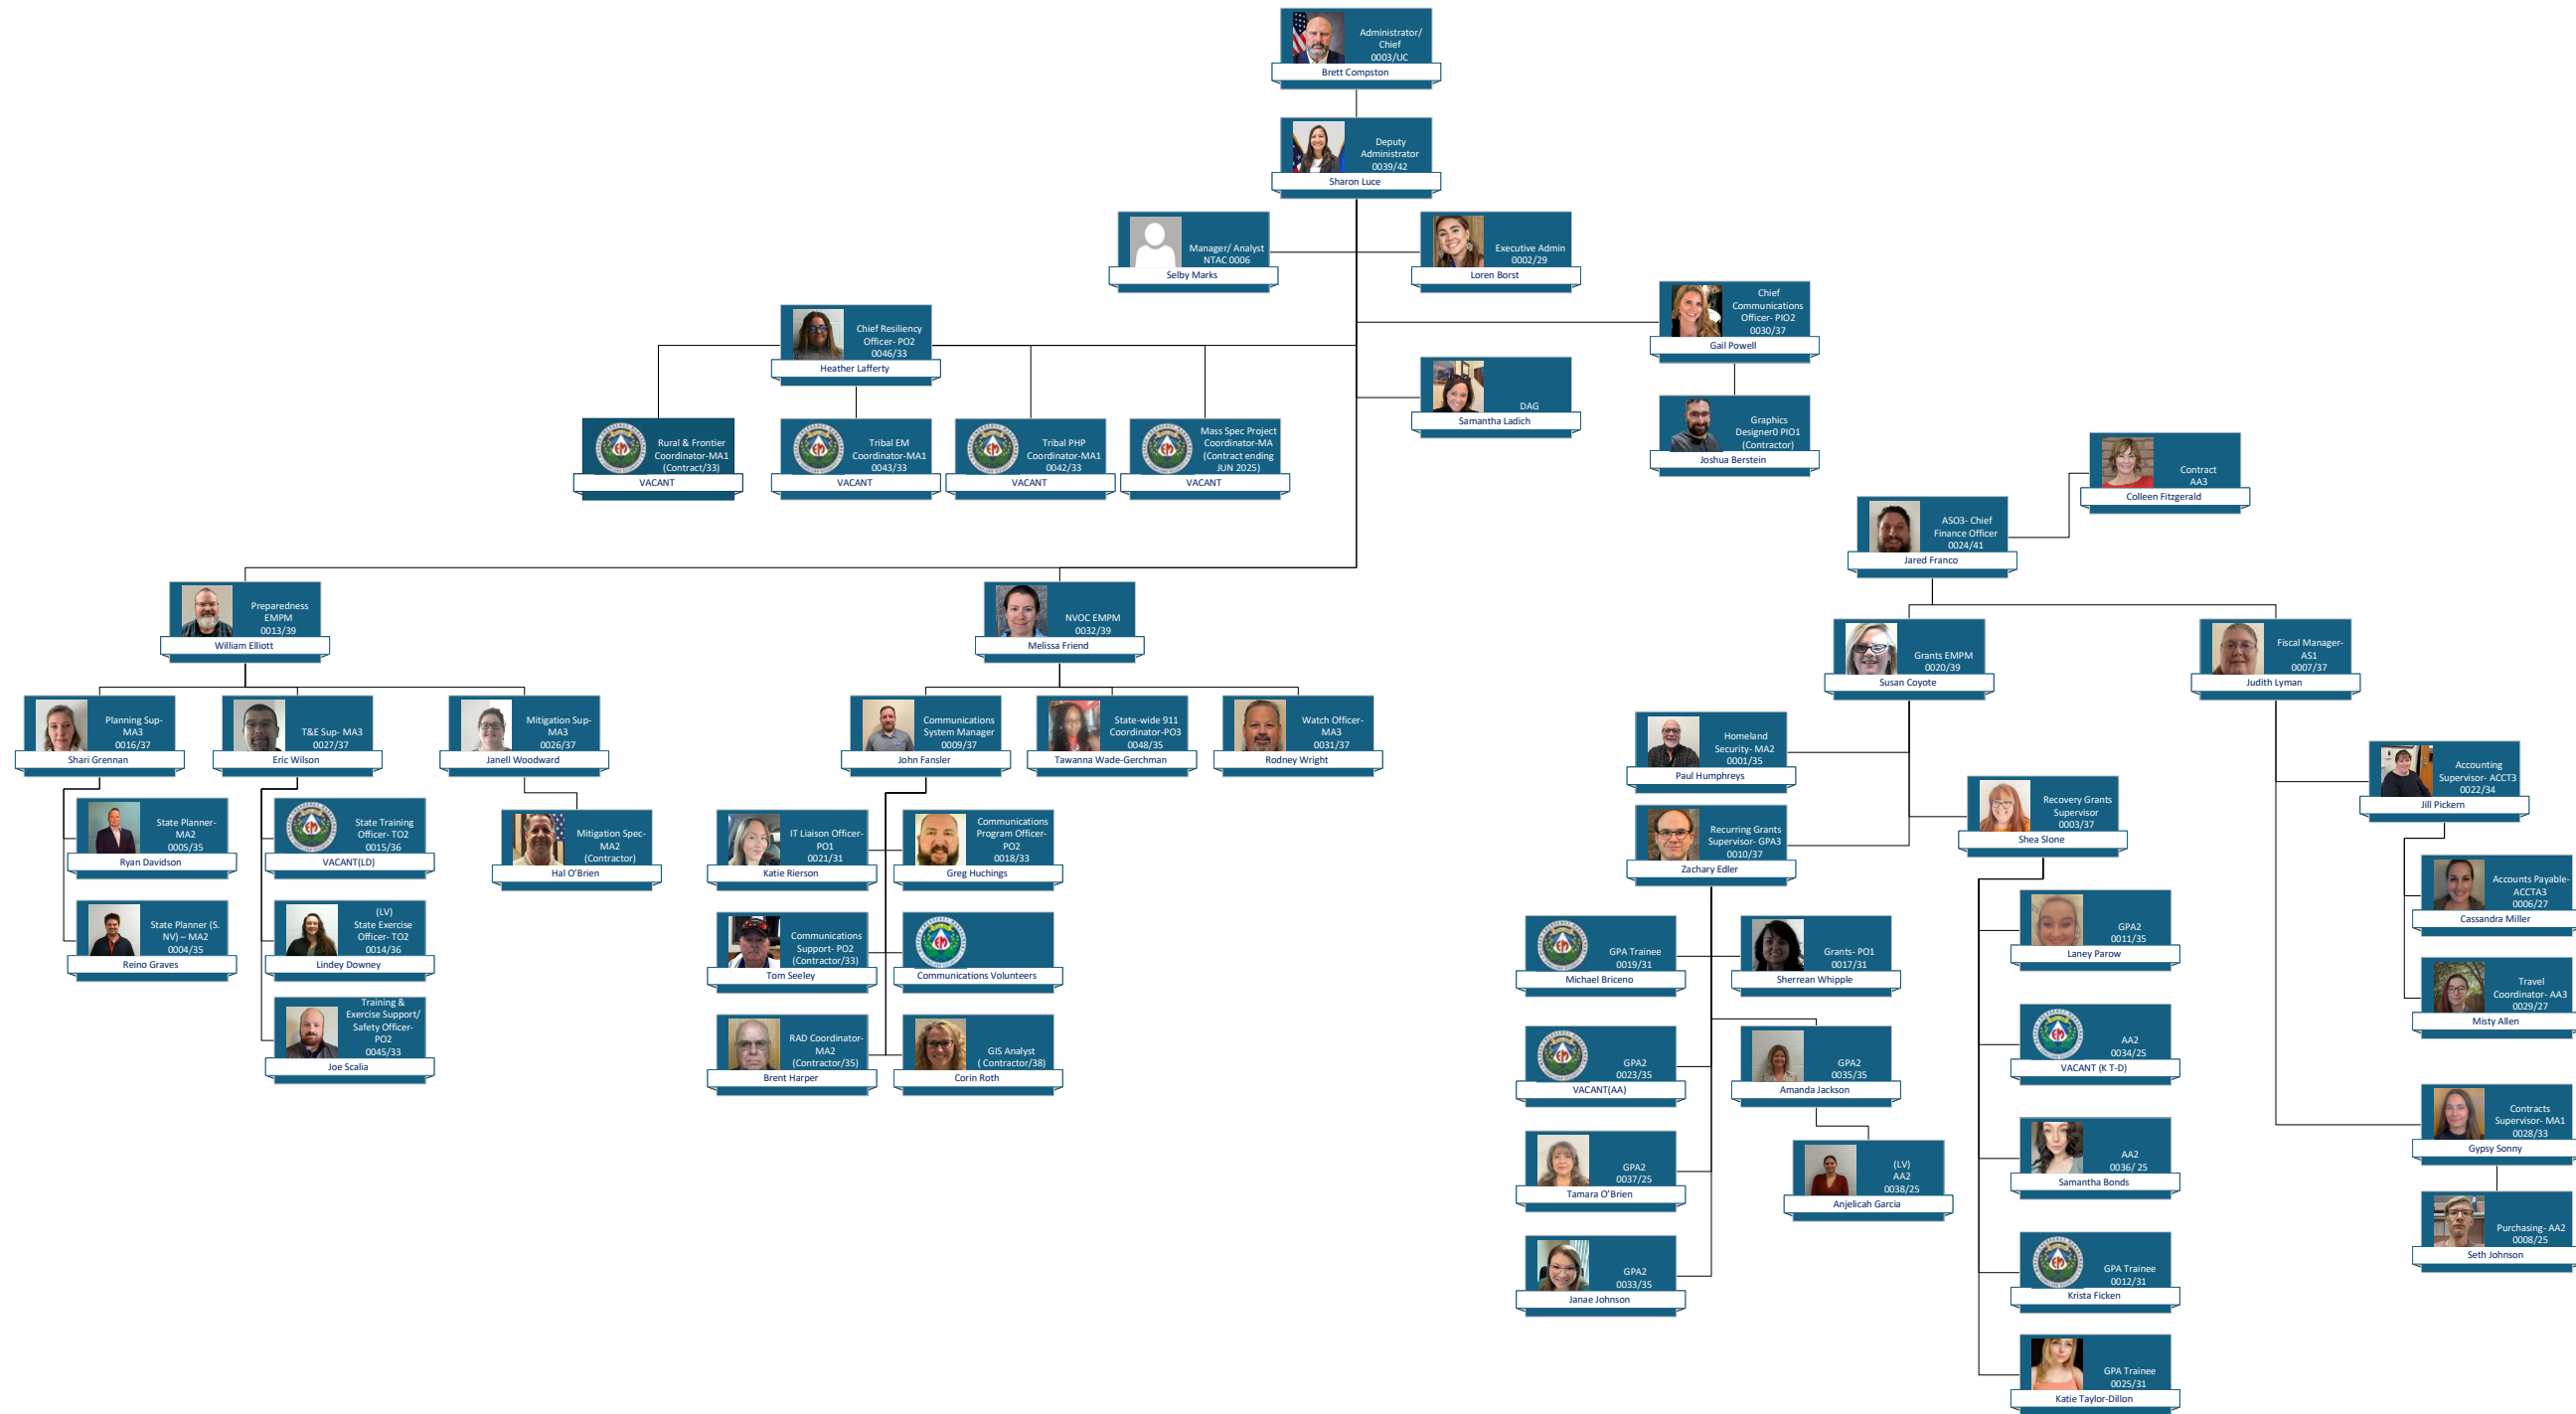 Administrator/
Chief
0003/UC
Brett Compston
Deputy
Administrator
0039/42
Sharon Luce
Manager/ Analyst
NTAC 0006
Selby Marks
Executive Admin
0002/29
Loren Borst
Chief
Communications
Officer- PIO2
0030/37
Gail Powell
Chief Resiliency
Officer- PO2
0046/33
Heather Lafferty
DAG
Samantha Ladich
Graphics
Designer0 PIO1
(Contractor)
Joshua Berstein
Rural & Frontier
Coordinator-MA1
(Contract/33)
VACANT
Tribal EM
Coordinator-MA1
0043/33
VACANT
Tribal PHP
Coordinator-MA1
0042/33
VACANT
Mass Spec Project
Coordinator-MA
(Contract ending
JUN 2025)
VACANT
Contract
AA3
Colleen Fitzgerald
ASO3- Chief
Finance Officer
0024/41
Jared Franco
Preparedness
EMPM
0013/39
William Elliott
NVOC EMPM
0032/39
Melissa Friend
Grants EMPM
0020/39
Susan Coyote
Fiscal Manager-
AS1
0007/37
Judith Lyman
Planning Sup-
MA3
0016/37
Shari Grennan
T&E Sup- MA3
0027/37
Eric Wilson
Mitigation Sup-
MA3
0026/37
Janell Woodward
Communications
System Manager
0009/37
John Fansler
State-wide 911
Coordinator-PO3
0048/35
Tawanna Wade-Gerchman
Watch Officer-
MA3
0031/37
Rodney Wright
Homeland
Security- MA2
0001/35
Paul Humphreys
Accounting
Supervisor- ACCT3
0022/34
Jill Pickern
State Planner-
MA2
0005/35
Ryan Davidson
State Training
Officer- TO2
0015/36
VACANT(LD)
Mitigation Spec-
MA2
(Contractor)
Hal O'Brien
IT Liaison Officer-
PO1
0021/31
Katie Rierson
Communications
Program Officer-
PO2
0018/33
Greg Huchings
Recurring Grants
Supervisor- GPA3
0010/37
Zachary Edler
Recovery Grants
Supervisor
0003/37
Shea Slone
Accounts Payable-
ACCTA3
0006/27
Cassandra Miller
State Planner (S.
NV) – MA2
0004/35
Reino Graves
(LV)
State Exercise
Officer- TO2
0014/36
Lindey Downey
Communications
Support- PO2
(Contractor/33)
Tom Seeley
Communications Volunteers
GPA Trainee
0019/31
Michael Briceno
Grants- PO1
0017/31
Sherrean Whipple
GPA2
0011/35
Laney Parow
Travel
Coordinator- AA3
0029/27
Misty Allen
Training &
Exercise Support/
Safety Officer-
PO2
0045/33
Joe Scalia
RAD Coordinator-
MA2
(Contractor/35)
Brent Harper
GIS Analyst
( Contractor/38)
Corin Roth
GPA2
0023/35
VACANT(AA)
GPA2
0035/35
Amanda Jackson
AA2
0034/25
VACANT (K T-D)
Contracts
Supervisor- MA1
0028/33
Gypsy Sonny
GPA2
0037/25
Tamara O'Brien
(LV)
AA2
0038/25
Anjelicah Garcia
AA2
0036/ 25
Samantha Bonds
Purchasing- AA2
0008/25
Seth Johnson
GPA2
0033/35
Janae Johnson
GPA Trainee
0012/31
Krista Ficken
GPA Trainee
0025/31
Katie Taylor-Dillon